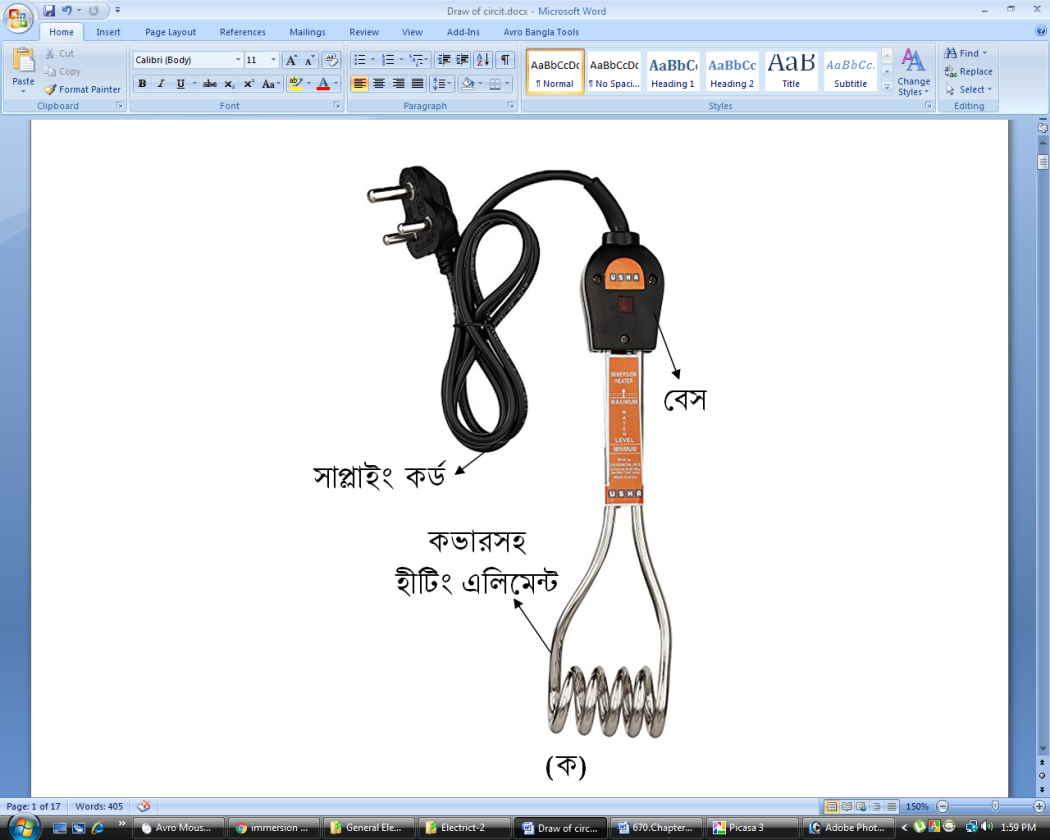 Draw of circit.docx - Microsoft Word
Home Insert Page Layout References Mailings Review View Add-Ins Avro Bangla Tools
Paste
Cut
Copy
Format Painter
Clipboard
Calibri (Body) 11
B I U abc X₂ X² Aa
Font
Paragraph
AaBbCcDc AaBbCcDc AaBbC AaBbCc AaB AaBbCc.
¶ Normal ¶ No Spaci... Heading 1 Heading 2 Title Subtitle
Change Styles
Styles
Find
Replace
Select
Editing
USHA
IMMERSION
HEATER
MAXIMUM
WATER
LEVEL
MINIMUM
USHA
বেস
সাপ্লাইং কর্ড
কভারসহ
হীটিং এলিমেন্ট
(ক)
Page: 1 of 17 Words: 405 150%
Avro Mous... immersion ... General Ele... Electrict-2 Draw of circ... 670.Chapter... Picasa 3 Adobe Phot... 1:59 PM